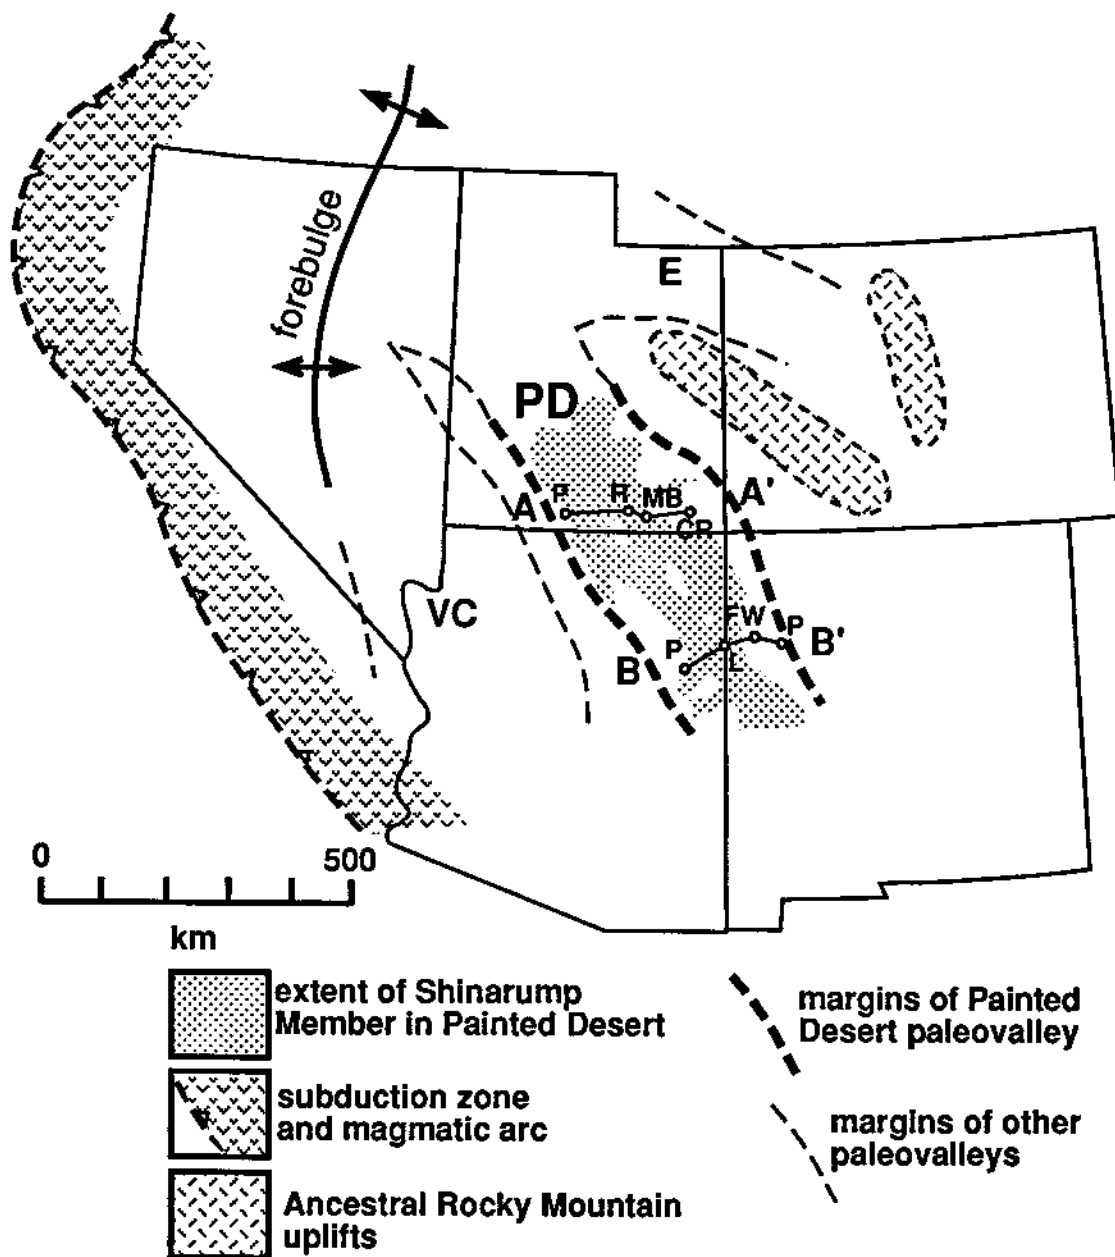 forebulge
E
PD
A
F
H
MB
A'
CP
VC
FW
P
P
B'
B
L
0
500
km
extent of Shinarump
Member in Painted Desert
margins of Painted
Desert paleovalley
subduction zone
and magmatic arc
margins of other
paleovalleys
Ancestral Rocky Mountain
uplifts